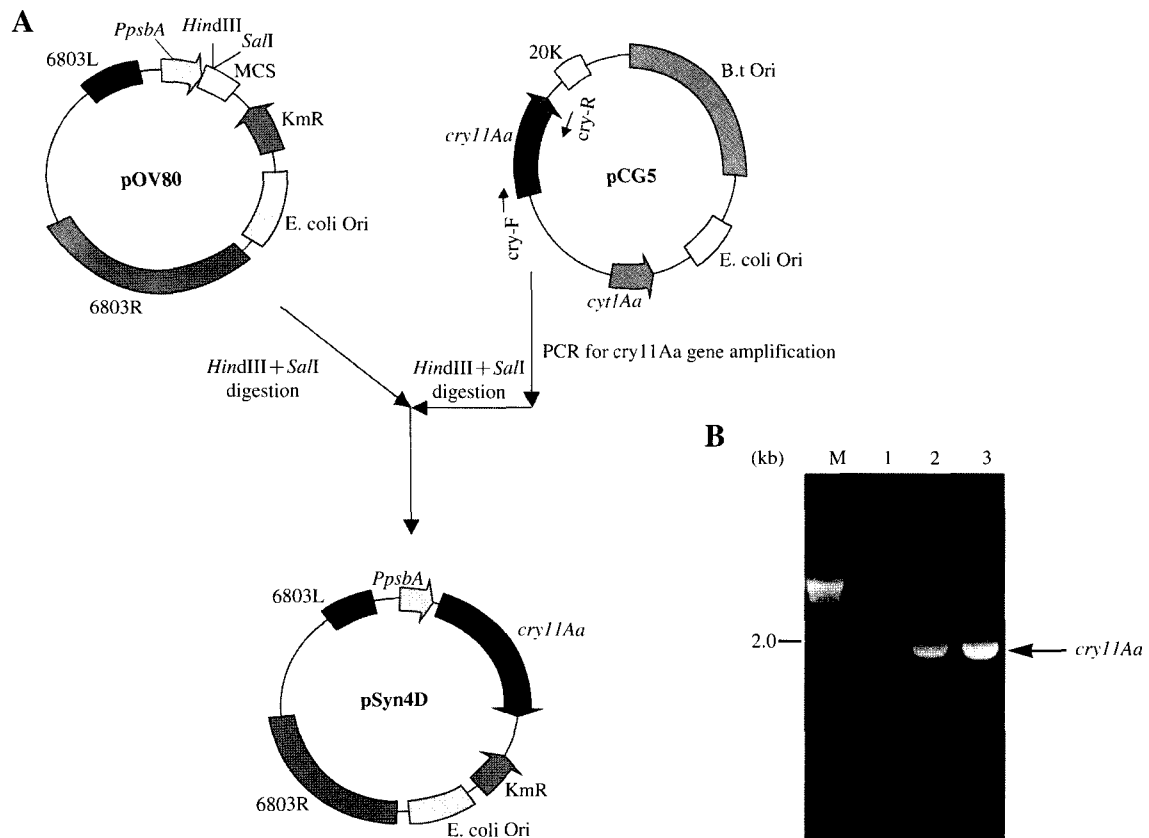 A
PpsbA
HindIII
SalI
6803L
MCS
KmR
pOV80
E. coli Ori
6803R
20K
B.t Ori
cry11Aa
cry-R
pCG5
cry-F
E. coli Ori
cyt1Aa
HindIII+SalI
digestion
HindIII+SalI
digestion
PCR for cry11Aa gene amplification
PpsbA
6803L
cry11Aa
pSyn4D
6803R
KmR
E. coli Ori
B
(kb) M 1 2 3
2.0
cry11Aa